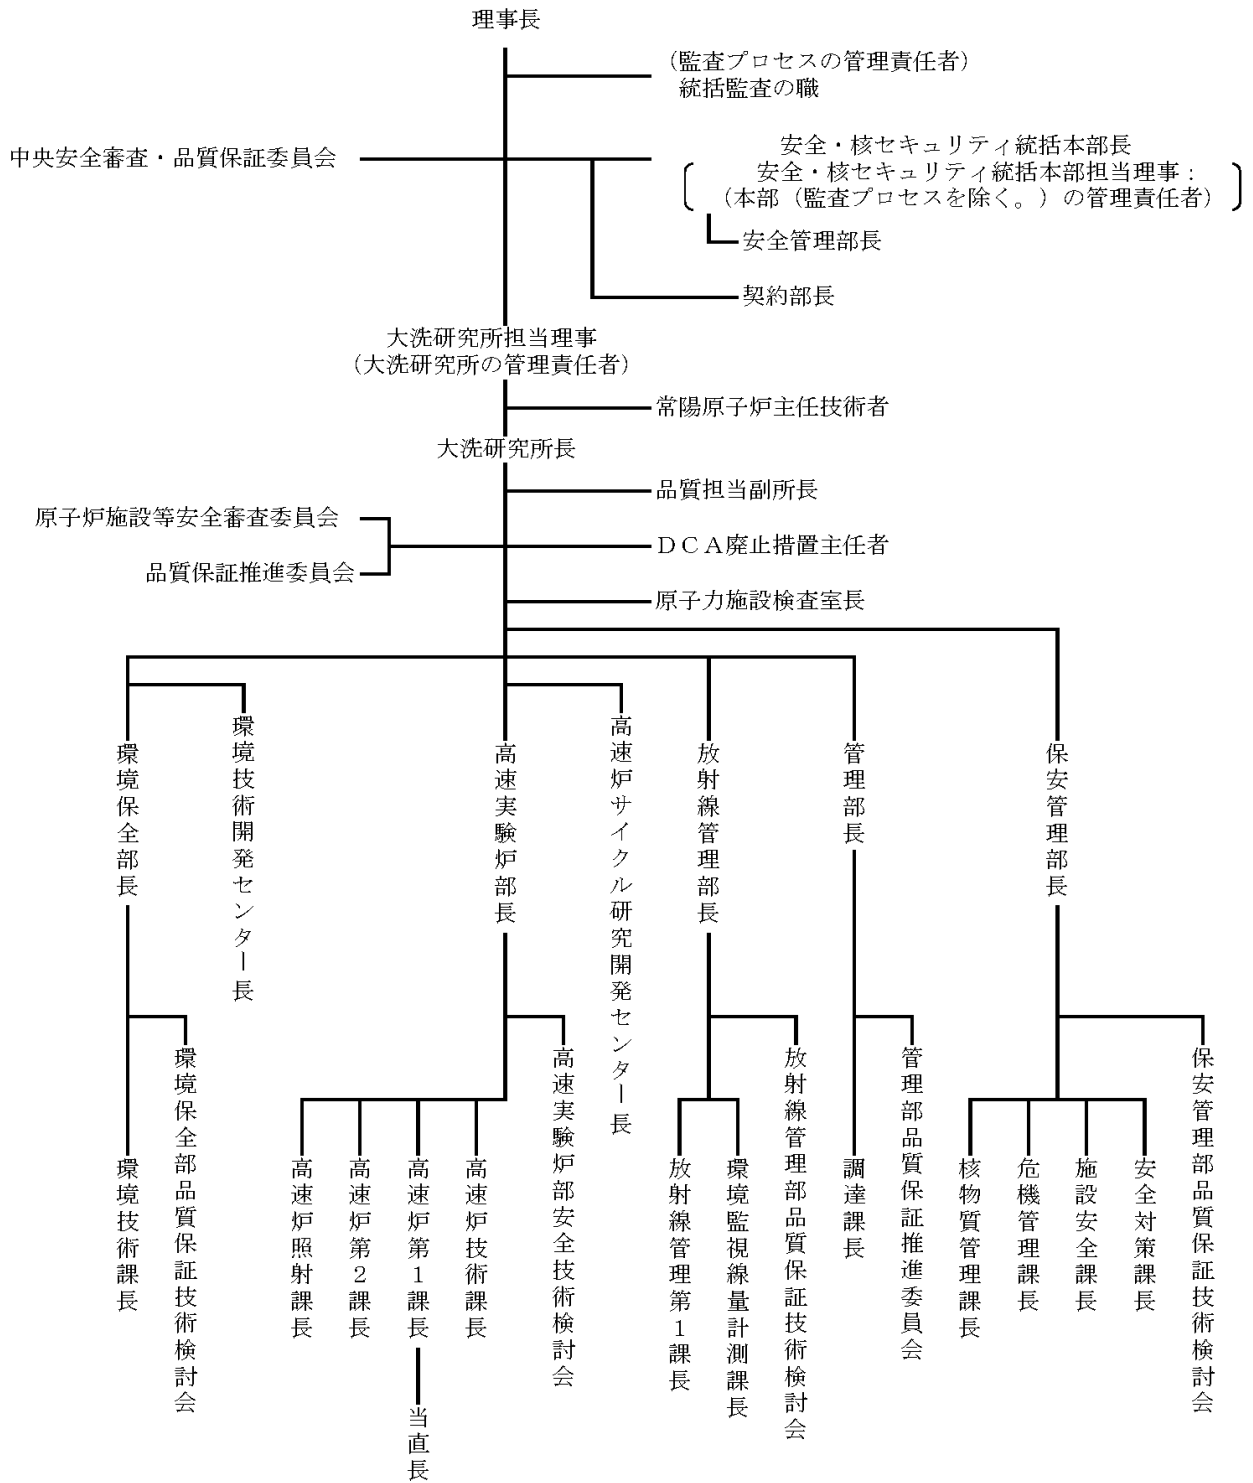 理事長
(監査プロセスの管理責任者)
統括監査の職
中央安全審査・品質保証委員会
安全・核セキュリティ統括本部長
安全・核セキュリティ統括本部担当理事：
(本部（監査プロセスを除く。）の管理責任者)
安全管理部長
契約部長
大洗研究所担当理事
(大洗研究所の管理責任者)
常陽原子炉主任技術者
大洗研究所長
品質担当副所長
原子炉施設等安全審査委員会
ＤＣＡ廃止措置主任者
品質保証推進委員会
原子力施設検査室長
環境保全部長
環境技術開発センター長
高速実験炉部長
高速炉サイクル研究開発センター長
放射線管理部長
管理部長
保安管理部長
環境技術課長
環境保全部品質保証技術検討会
高速炉照射課長
高速炉第２課長
高速炉第１課長
高速炉技術課長
高速実験炉部安全技術検討会
放射線管理第１課長
環境監視線量計測課長
放射線管理部品質保証技術検討会
調達課長
管理部品質保証推進委員会
核物質管理課長
危機管理課長
施設安全課長
安全対策課長
保安管理部品質保証技術検討会
当直長